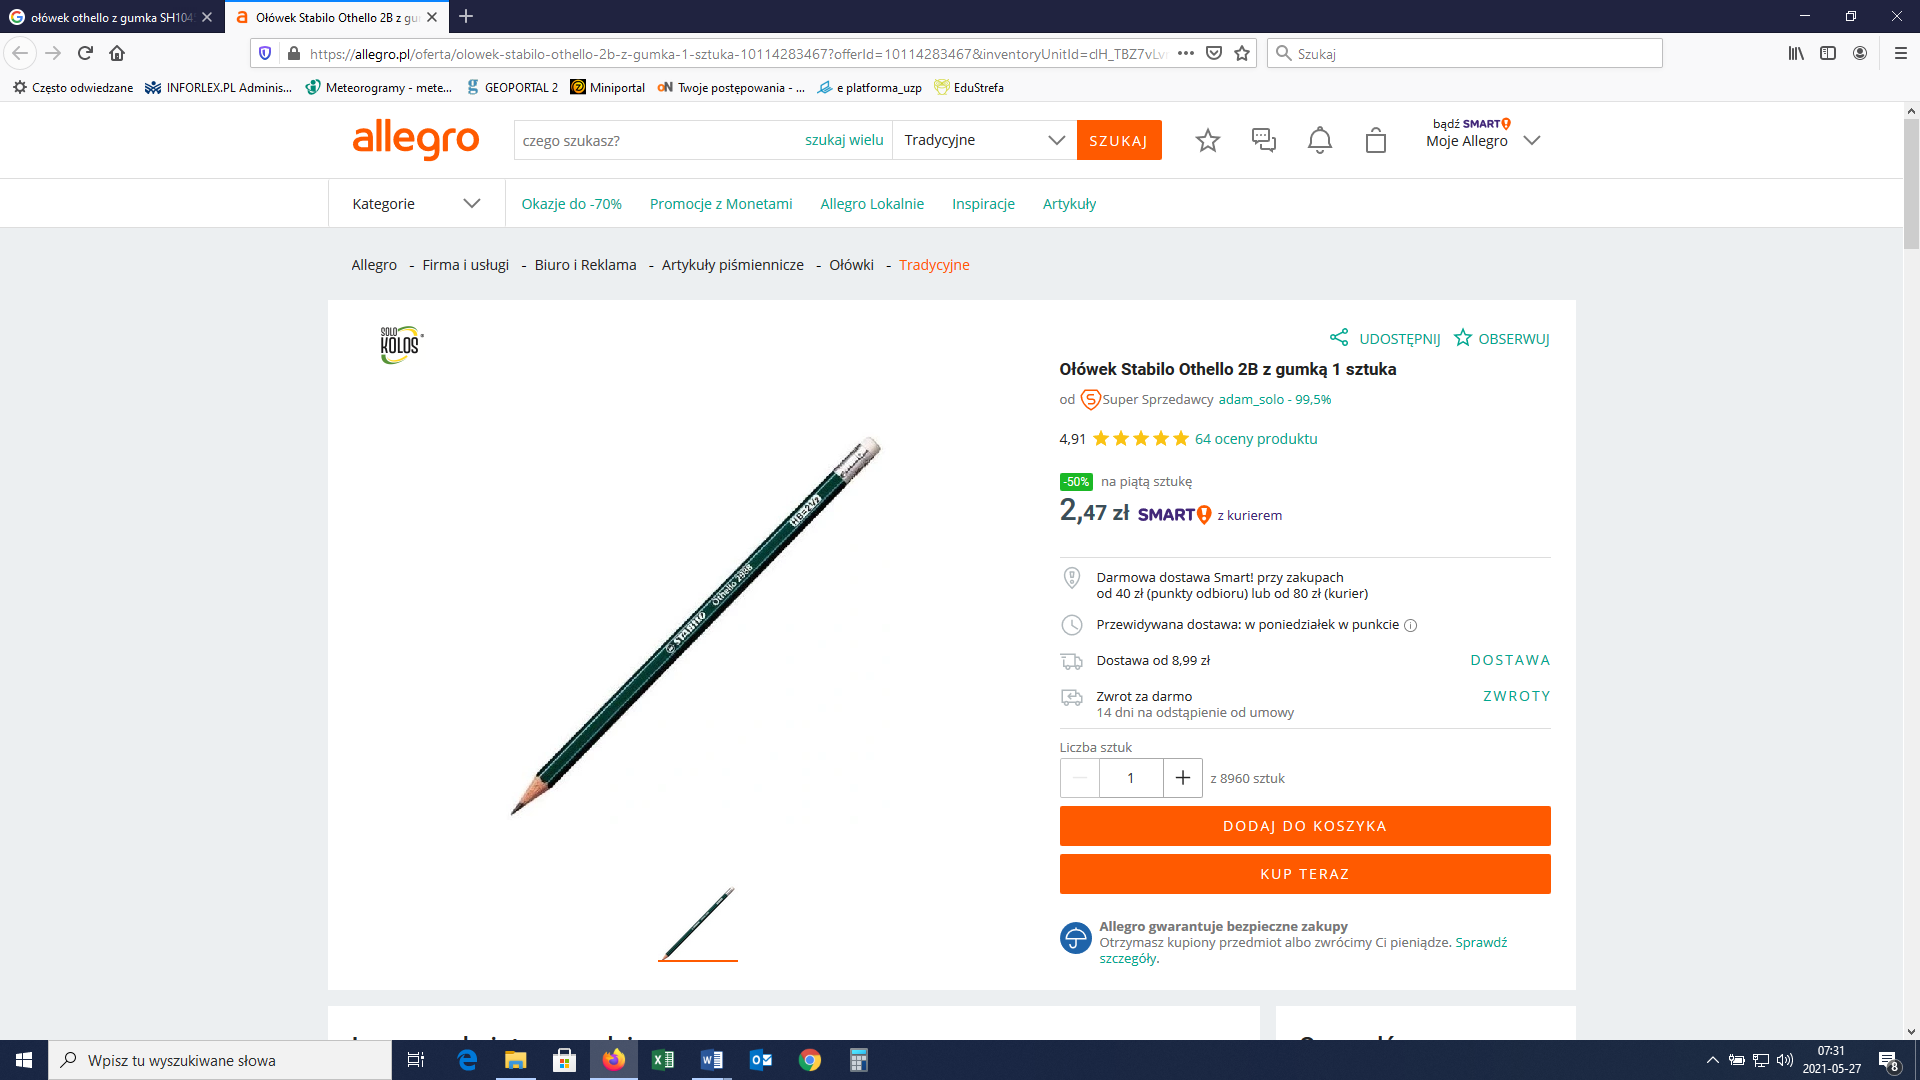 ołówek othello z gumka SH104
Ołówek Stabilo Othello 2B z gu
https://allegro.pl/oferta/olowek-stabilo-othello-2b-z-gumka-1-sztuka-10114283467?offerId=10114283467&inventoryUnitId=
Szukaj
Często odwiedzane
INFORLEX.PL Adminis...
Meteorogramy - mete...
GEOPORTAL 2
Miniportal
Twoje postępowania - ...
e platforma_uzp
EduStrefa
allegro
czego szukasz?
szukaj wielu
Tradycyjne
SZUKAJ
bądź SMART!
Moje Allegro
Kategorie
Okazje do -70%
Promocje z Monetami
Allegro Lokalnie
Inspiracje
Artykuły
Allegro - Firma i usługi - Biuro i Reklama - Artykuły piśmiennicze - Ołówki - Tradycyjne
SOLO
KOLOS
UDOSTĘPNIJ
OBSERWUJ
Ołówek Stabilo Othello 2B z gumką 1 sztuka
od Super Sprzedawcy adam_solo - 99,5%
4,91 64 oceny produktu
-50% na piątą sztukę
2,47 zł SMART! z kurierem
HB=2½
Othello 2988
STABILO
Darmowa dostawa Smart! przy zakupach
od 40 zł (punkty odbioru) lub od 80 zł (kurier)
Przewidywana dostawa: w poniedziałek w punkcie
Dostawa od 8,99 zł
DOSTAWA
Zwrot za darmo
ZWROTY
14 dni na odstąpienie od umowy
Liczba sztuk
1
z 8960 sztuk
DODAJ DO KOSZYKA
KUP TERAZ
Allegro gwarantuje bezpieczne zakupy
Otrzymasz kupiony przedmiot albo zwrócimy Ci pieniądze. Sprawdź
szczegóły.
Wpisz tu wyszukiwane słowa
07:31
2021-05-27
8